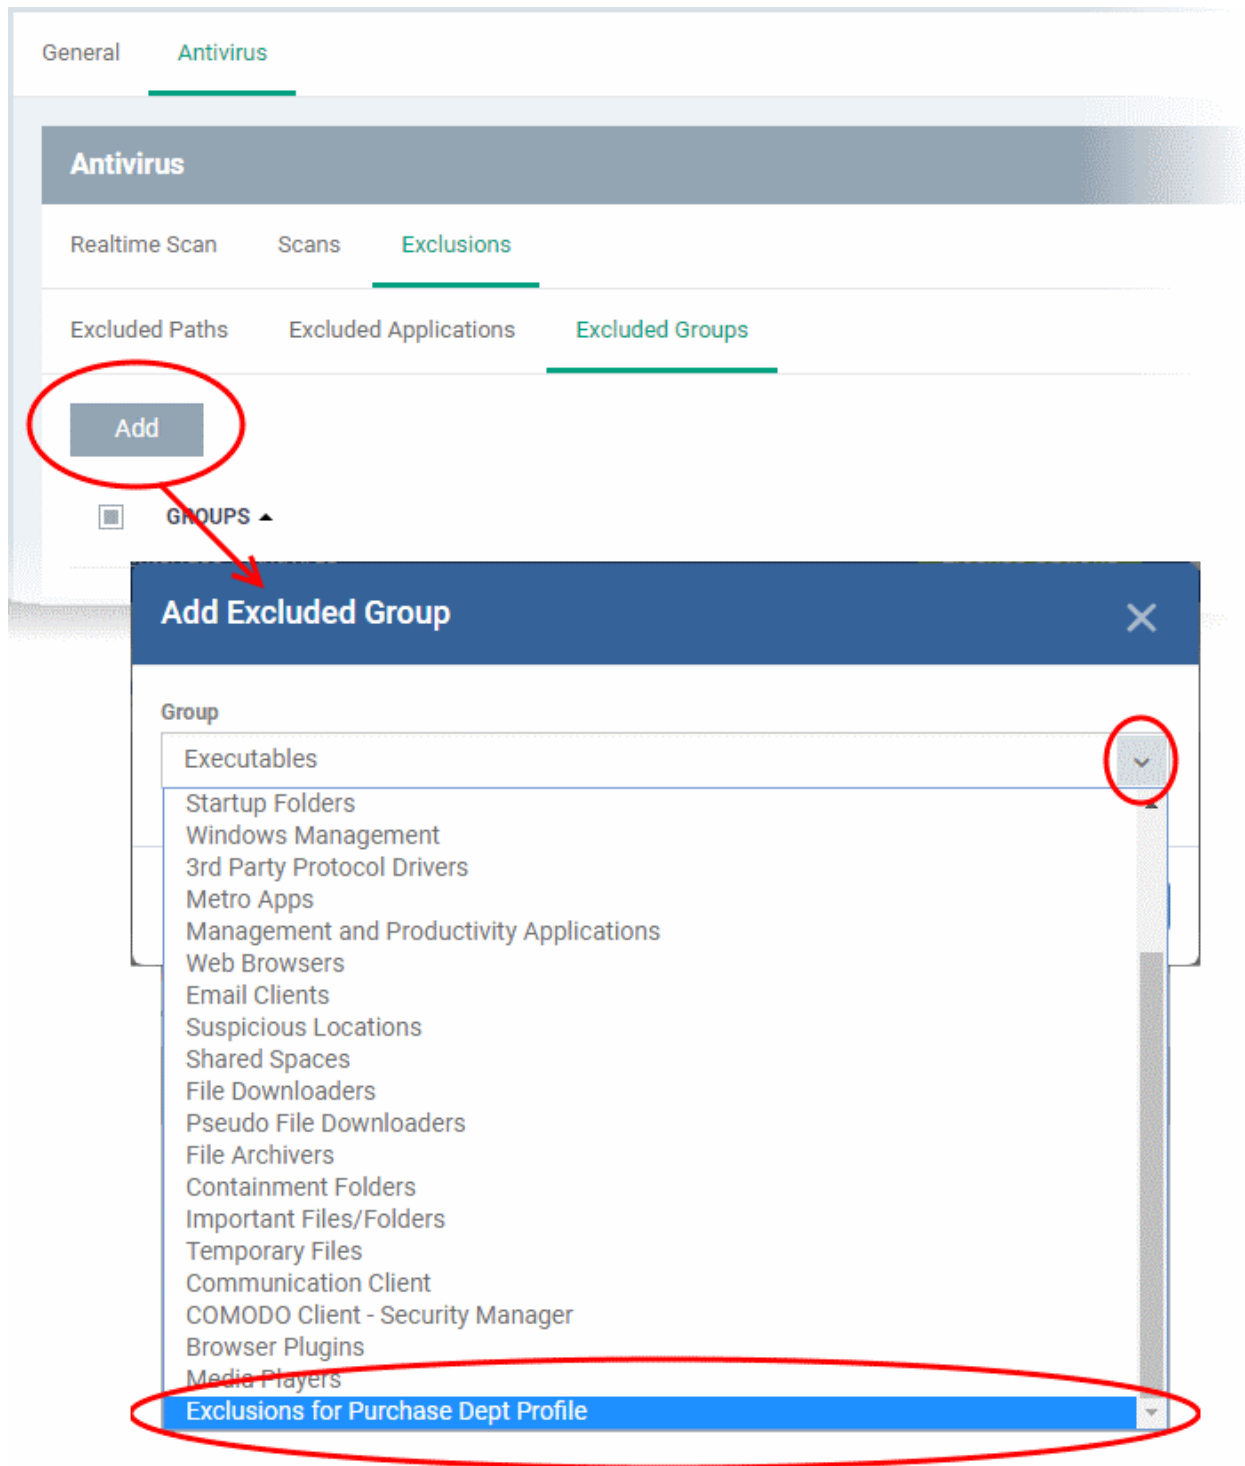 General Antivirus
Antivirus
Realtime Scan Scans Exclusions
Excluded Paths Excluded Applications Excluded Groups
Add
GROUPS
Add Excluded Group
Group
Executables
Startup Folders
Windows Management
3rd Party Protocol Drivers
Metro Apps
Management and Productivity Applications
Web Browsers
Email Clients
Suspicious Locations
Shared Spaces
File Downloaders
Pseudo File Downloaders
File Archivers
Containment Folders
Important Files/Folders
Temporary Files
Communication Client
COMODO Client - Security Manager
Browser Plugins
Media Players
Exclusions for Purchase Dept Profile